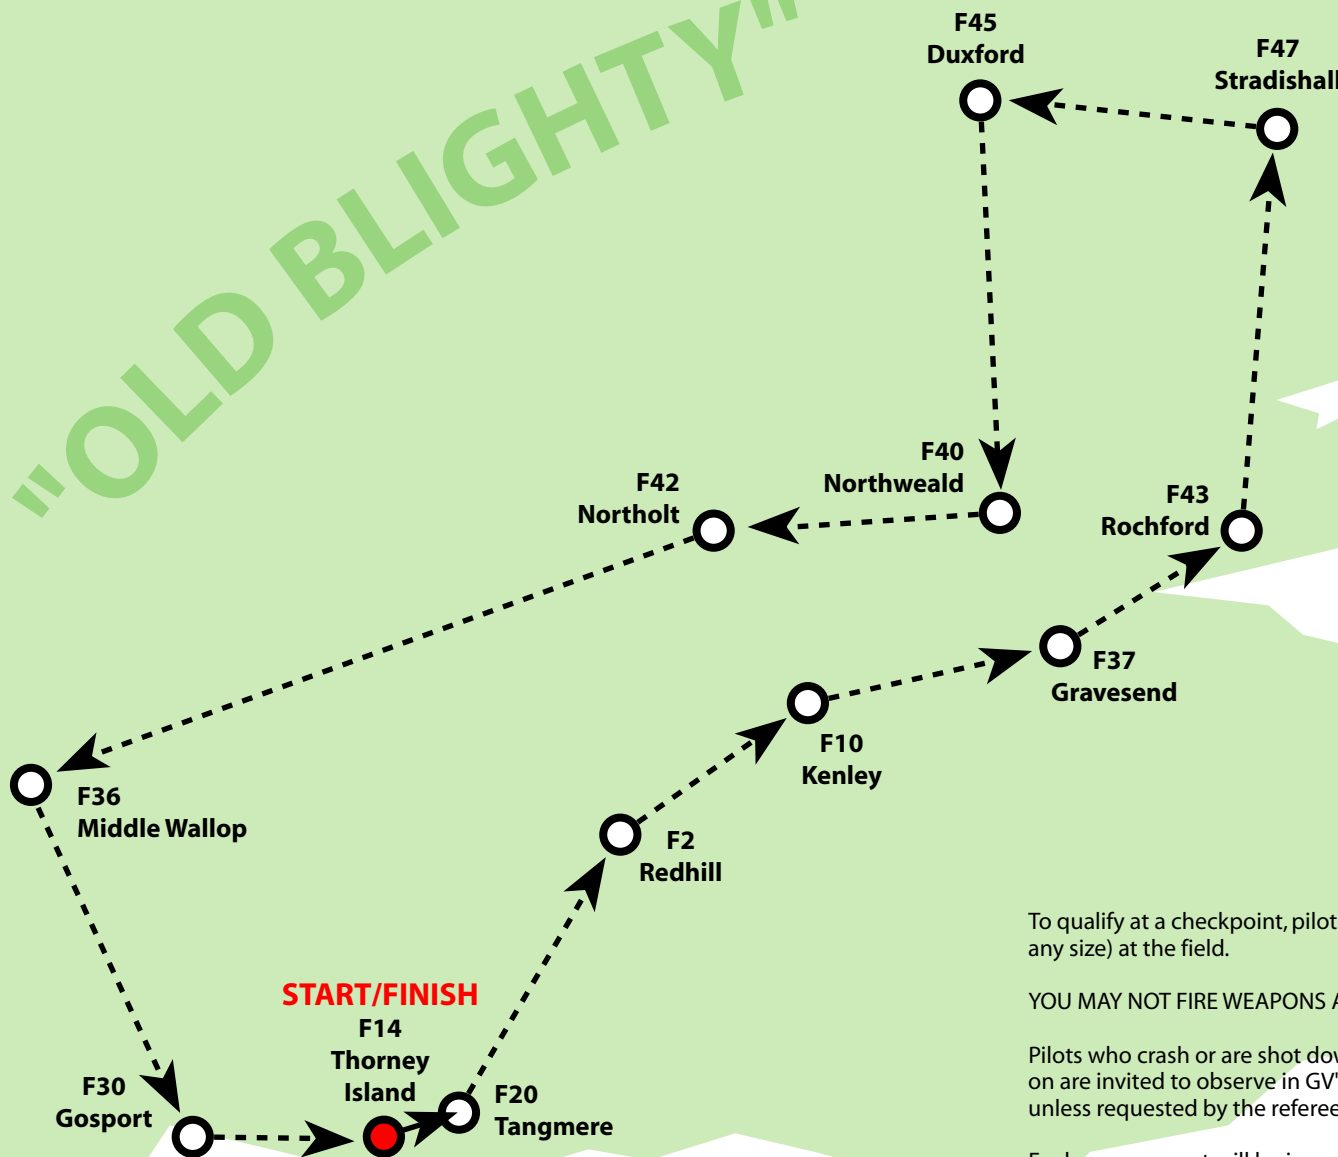 "OLD BLIGHTY"
F45
Duxford
F47
Stradishall
F40
Northweald
F42
Northolt
F43
Rochford
F37
Gravesend
F10
Kenley
F36
Middle Wallop
F2
Redhill
START/FINISH
F14
Thorney
Island
F20
Tangmere
F30
Gosport
To qualify at a checkpoint, pilot
any size) at the field.
YOU MAY NOT FIRE WEAPONS A
Pilots who crash or are shot dow
on are invited to observe in GV'
unless requested by the referee